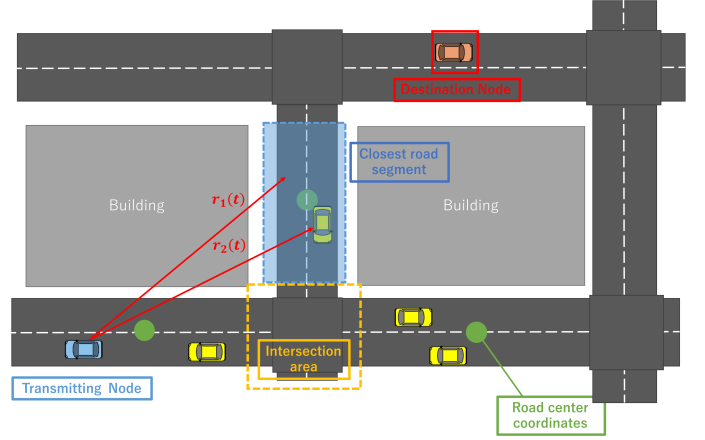 Destination Node
Closest road
segment
Building
Building
r₁(t)
r₂(t)
Intersection
area
Transmitting Node
Road center
coordinates